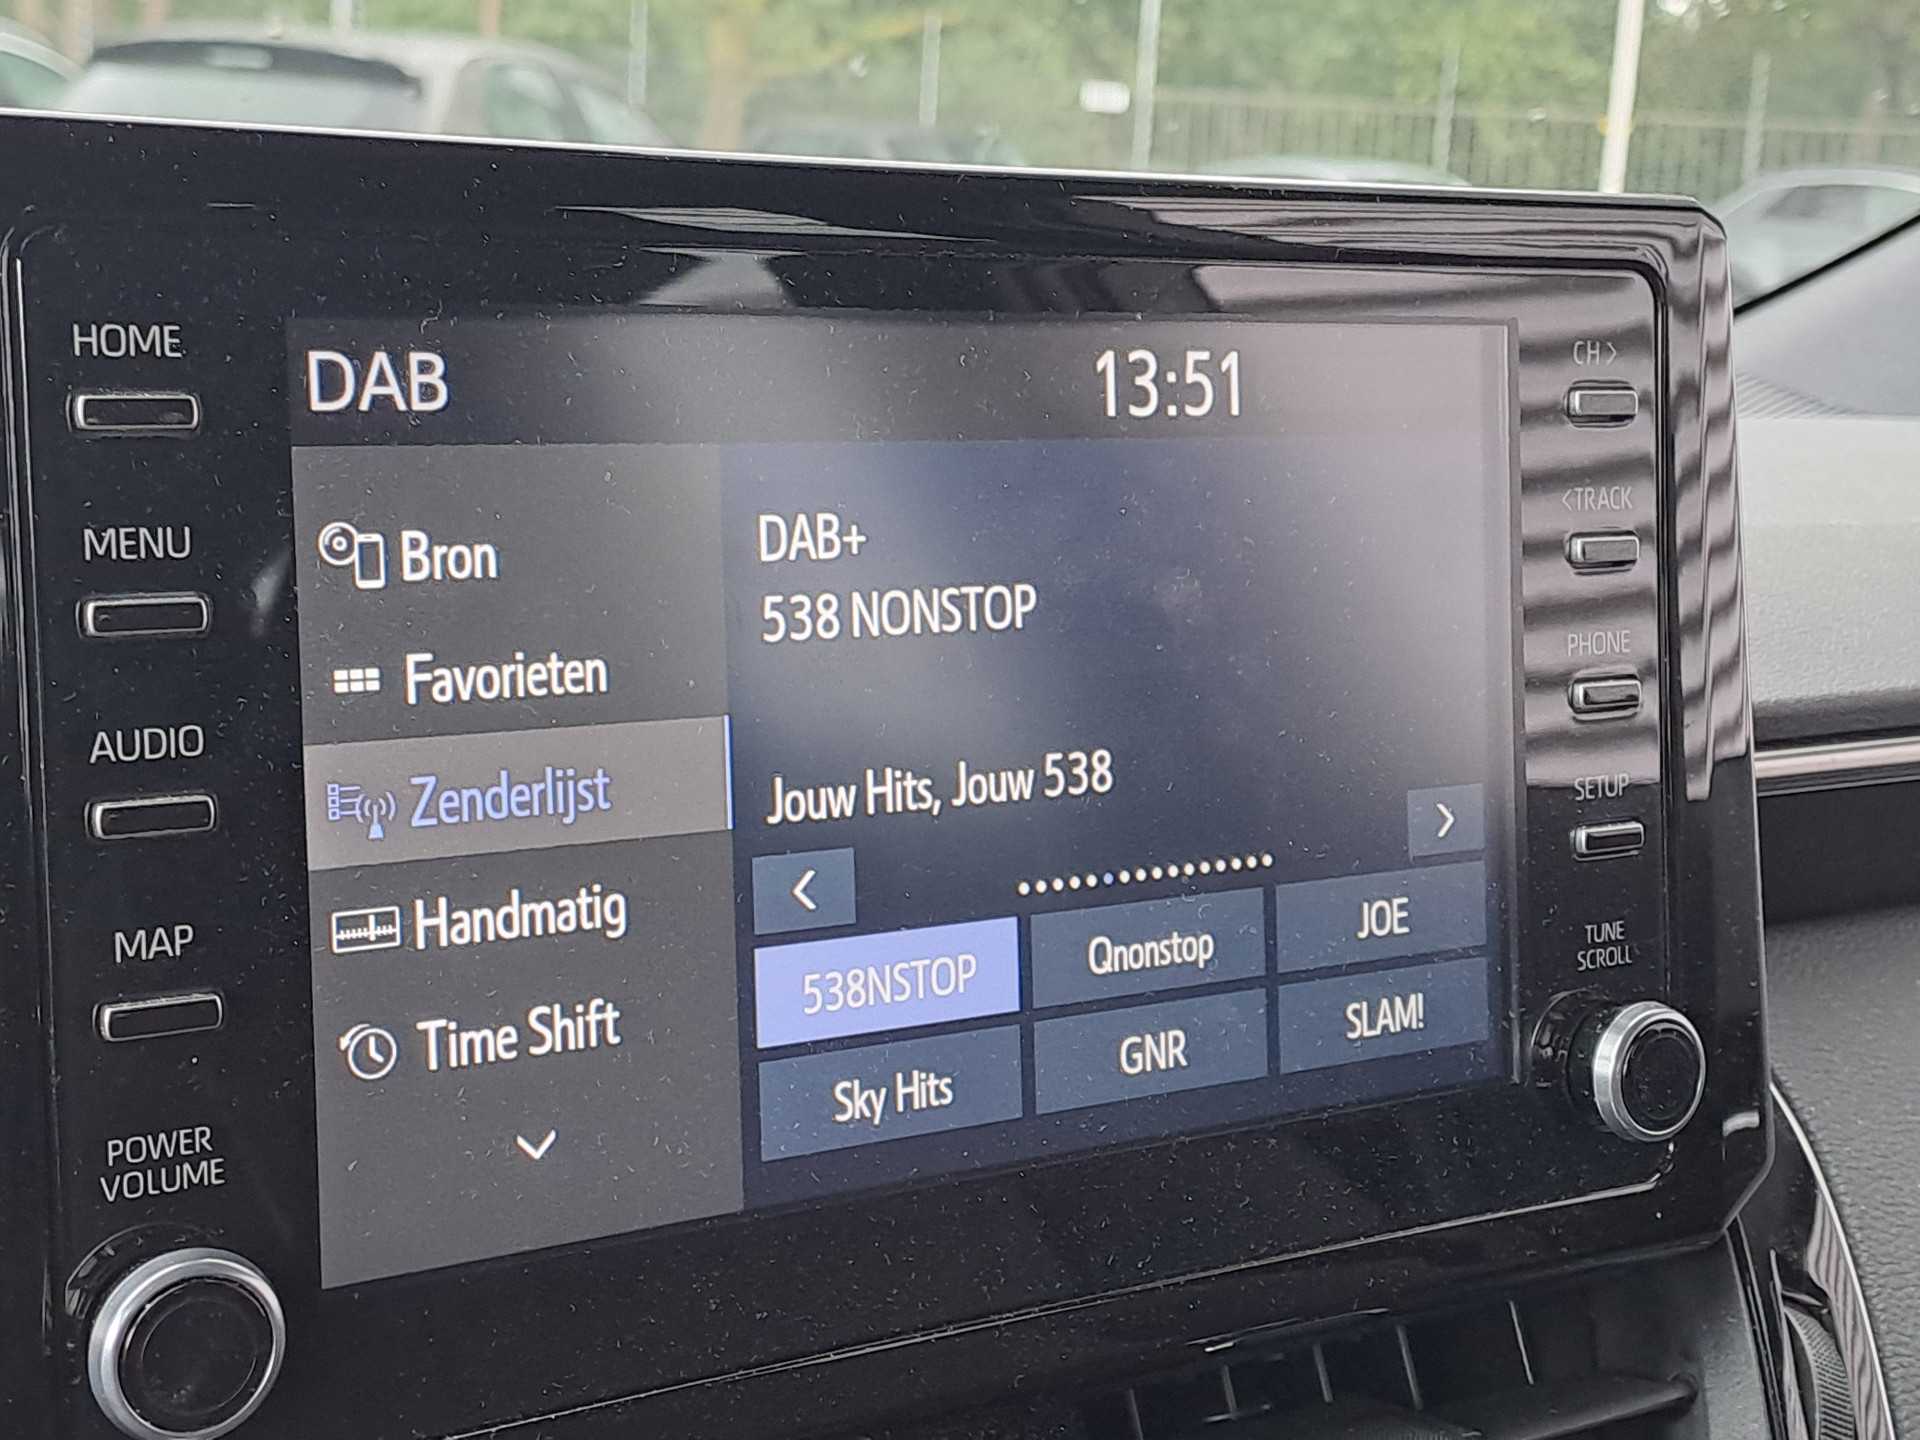 HOME
MENU
AUDIO
MAP
POWER
VOLUME
DAB
13:51
Bron
Favorieten
Zenderlijst
Handmatig
Time Shift
DAB+
538 NONSTOP
Jouw Hits, Jouw 538
538NSTOP
Qnonstop
JOE
Sky Hits
GNR
SLAM!
CH >
< TRACK
PHONE
SETUP
TUNE
SCROLL